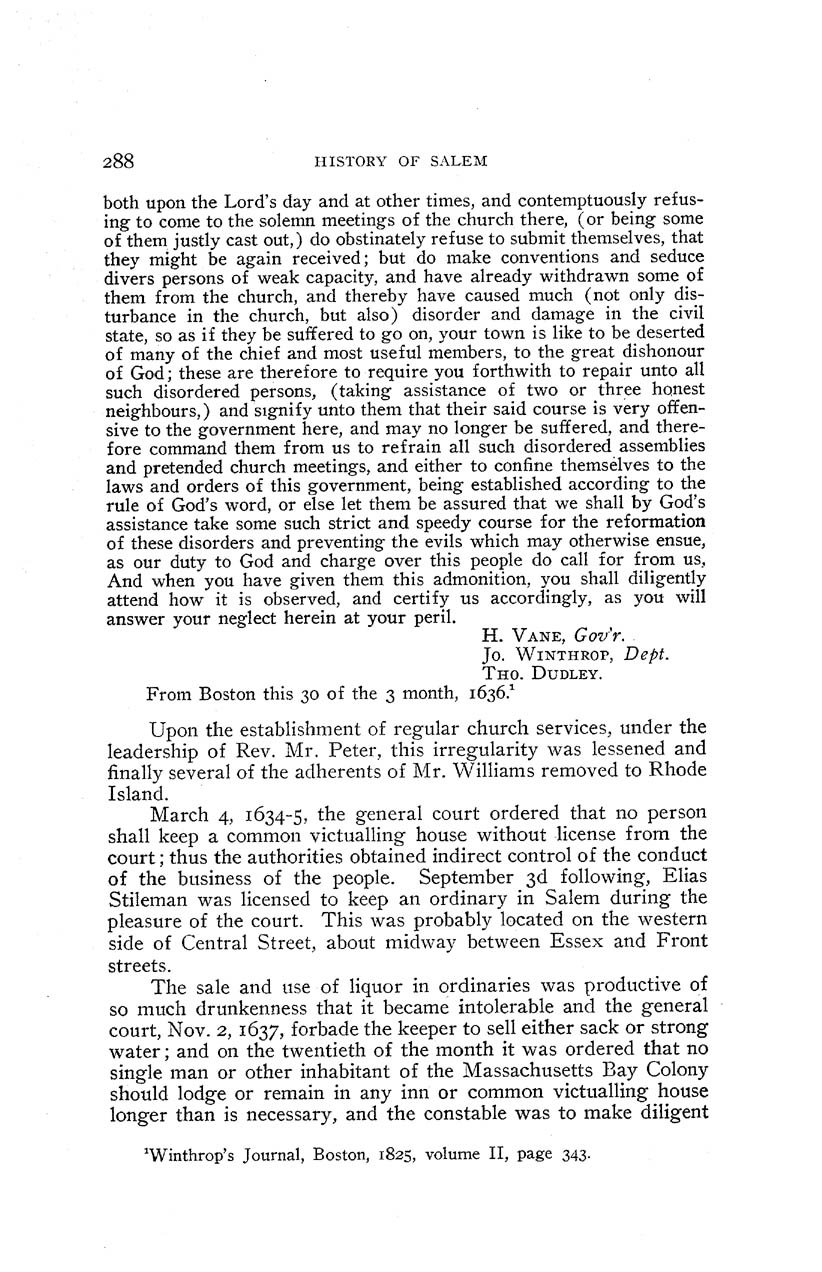 288 HISTORY OF SALEM
both upon the Lord's day and at other times, and contemptuously refus-
ing to come to the solemn meetings of the church there, (or being some
of them justly cast out,) do obstinately refuse to submit themselves, that
they might be again received; but do make conventions and seduce
divers persons of weak capacity, and have already withdrawn some of
them from the church, and thereby have caused much (not only dis-
turbance in the church, but also) disorder and damage in the civil
state, so as if they be suffered to go on, your town is like to be deserted
of many of the chief and most useful members, to the great dishonour
of God; these are therefore to require you forthwith to repair unto all
such disordered persons, (taking assistance of two or three honest
neighbours,) and signify unto them that their said course is very offen-
sive to the government here, and may no longer be suffered, and there-
fore command them from us to refrain all such disordered assemblies
and pretended church meetings, and either to confine themselves to the
laws and orders of this government, being established according to the
rule of God's word, or else let them be assured that we shall by God's
assistance take some such strict and speedy course for the reformation
of these disorders and preventing the evils which may otherwise ensue,
as our duty to God and charge over this people do call for from us,
And when you have given them this admonition, you shall diligently
attend how it is observed, and certify us accordingly, as you will
answer your neglect herein at your peril.
H. VANE, Gov'r.
Jo. WINTHROP, Dept.
THO. DUDLEY.
From Boston this 30 of the 3 month, 1636.¹
Upon the establishment of regular church services, under the
leadership of Rev. Mr. Peter, this irregularity was lessened and
finally several of the adherents of Mr. Williams removed to Rhode
Island.
March 4, 1634-5, the general court ordered that no person
shall keep a common victualling house without license from the
court; thus the authorities obtained indirect control of the conduct
of the business of the people. September 3d following, Elias
Stileman was licensed to keep an ordinary in Salem during the
pleasure of the court. This was probably located on the western
side of Central Street, about midway between Essex and Front
streets.
The sale and use of liquor in ordinaries was productive of
so much drunkenness that it became intolerable and the general
court, Nov. 2, 1637, forbade the keeper to sell either sack or strong
water; and on the twentieth of the month it was ordered that no
single man or other inhabitant of the Massachusetts Bay Colony
should lodge or remain in any inn or common victualling house
longer than is necessary, and the constable was to make diligent
¹Winthrop's Journal, Boston, 1825, volume II, page 343.